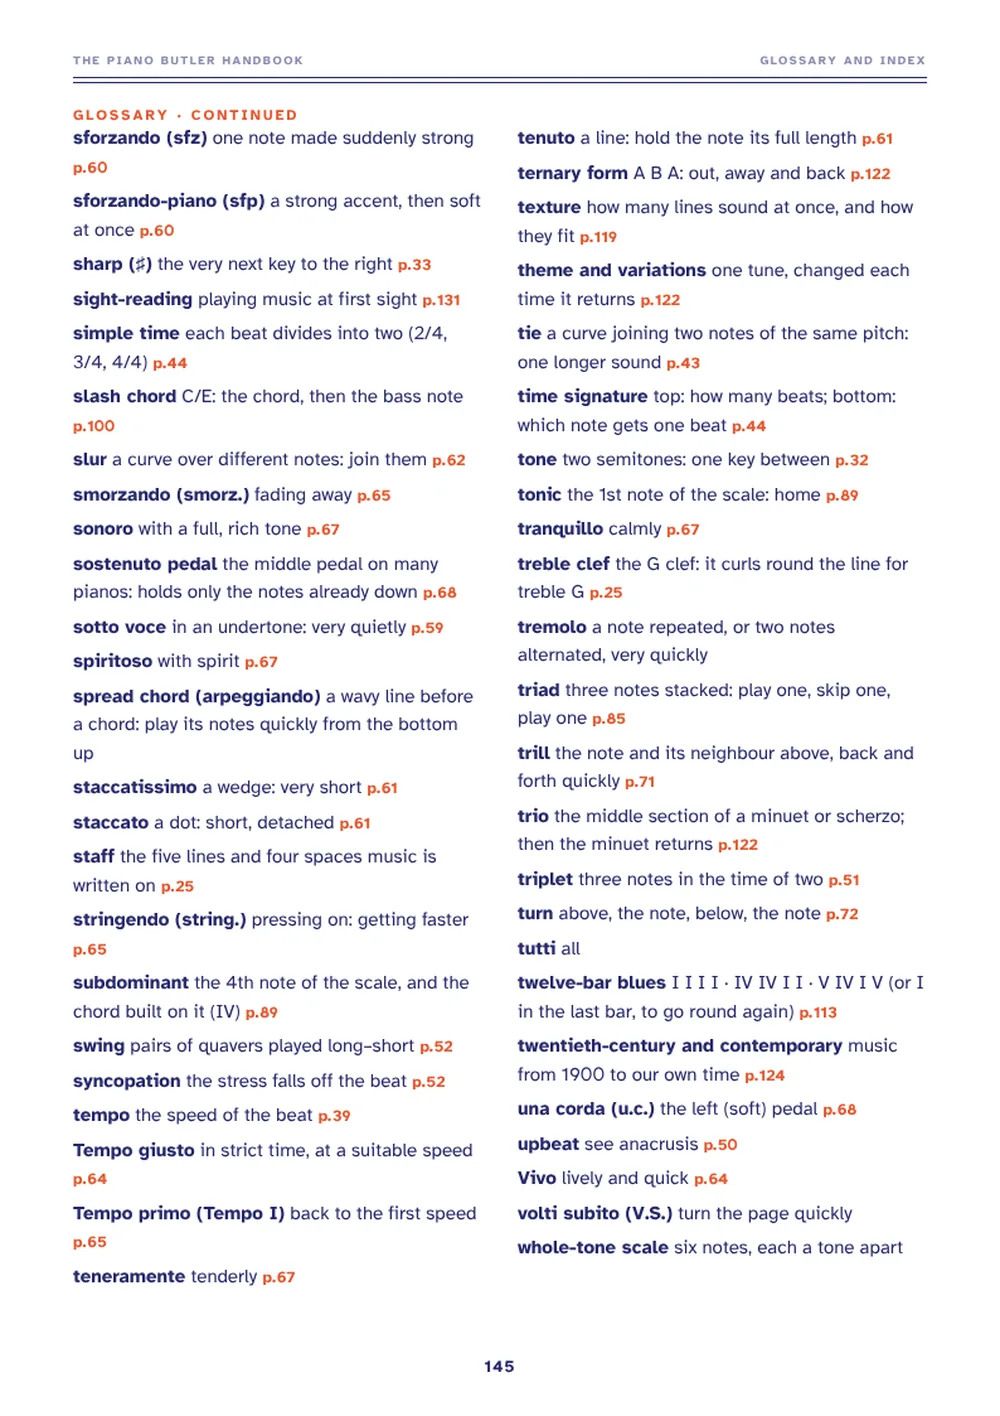 THE PIANO BUTLER HANDBOOK
GLOSSARY AND INDEX
GLOSSARY · CONTINUED
sforzando (sfz) one note made suddenly strong
p.60
sforzando-piano (sfp) a strong accent, then soft
at once p.60
sharp (♯) the very next key to the right p.33
sight-reading playing music at first sight p.131
simple time each beat divides into two (2/4,
3/4, 4/4) p.44
slash chord C/E: the chord, then the bass note
p.100
slur a curve over different notes: join them p.62
smorzando (smorz.) fading away p.65
sonoro with a full, rich tone p.67
sostenuto pedal the middle pedal on many
pianos: holds only the notes already down p.68
sotto voce in an undertone: very quietly p.59
spiritoso with spirit p.67
spread chord (arpeggiando) a wavy line before
a chord: play its notes quickly from the bottom
up
staccatissimo a wedge: very short p.61
staccato a dot: short, detached p.61
staff the five lines and four spaces music is
written on p.25
stringendo (string.) pressing on: getting faster
p.65
subdominant the 4th note of the scale, and the
chord built on it (IV) p.89
swing pairs of quavers played long–short p.52
syncopation the stress falls off the beat p.52
tempo the speed of the beat p.39
Tempo giusto in strict time, at a suitable speed
p.64
Tempo primo (Tempo I) back to the first speed
p.65
teneramente tenderly p.67
tenuto a line: hold the note its full length p.61
ternary form A B A: out, away and back p.122
texture how many lines sound at once, and how
they fit p.119
theme and variations one tune, changed each
time it returns p.122
tie a curve joining two notes of the same pitch:
one longer sound p.43
time signature top: how many beats; bottom:
which note gets one beat p.44
tone two semitones: one key between p.32
tonic the 1st note of the scale: home p.89
tranquillo calmly p.67
treble clef the G clef: it curls round the line for
treble G p.25
tremolo a note repeated, or two notes
alternated, very quickly
triad three notes stacked: play one, skip one,
play one p.85
trill the note and its neighbour above, back and
forth quickly p.71
trio the middle section of a minuet or scherzo;
then the minuet returns p.122
triplet three notes in the time of two p.51
turn above, the note, below, the note p.72
tutti all
twelve-bar blues I I I I · IV IV I I · V IV I V (or I
in the last bar, to go round again) p.113
twentieth-century and contemporary music
from 1900 to our own time p.124
una corda (u.c.) the left (soft) pedal p.68
upbeat see anacrusis p.50
Vivo lively and quick p.64
volti subito (V.S.) turn the page quickly
whole-tone scale six notes, each a tone apart
145